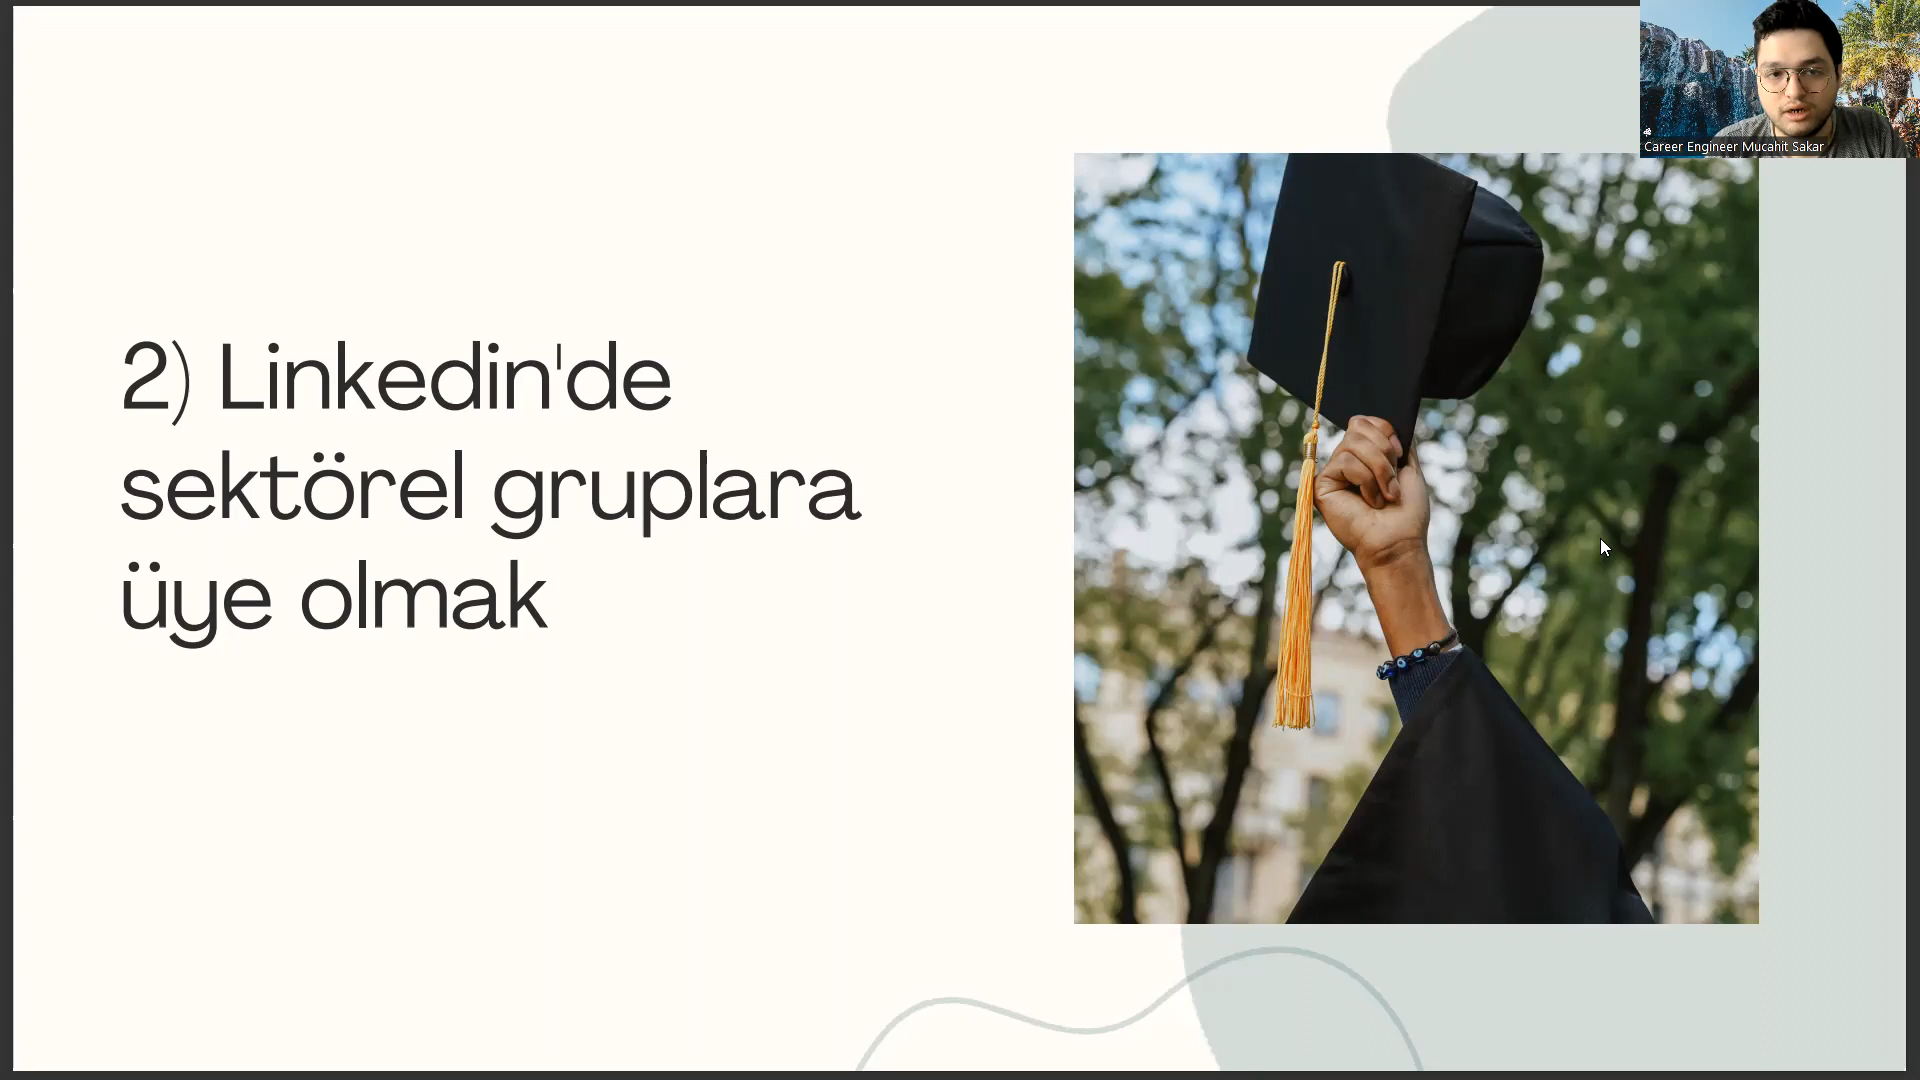 2) Linkedin'de
sektörel gruplara
üye olmak
Career Engineer Mucahit Sakar